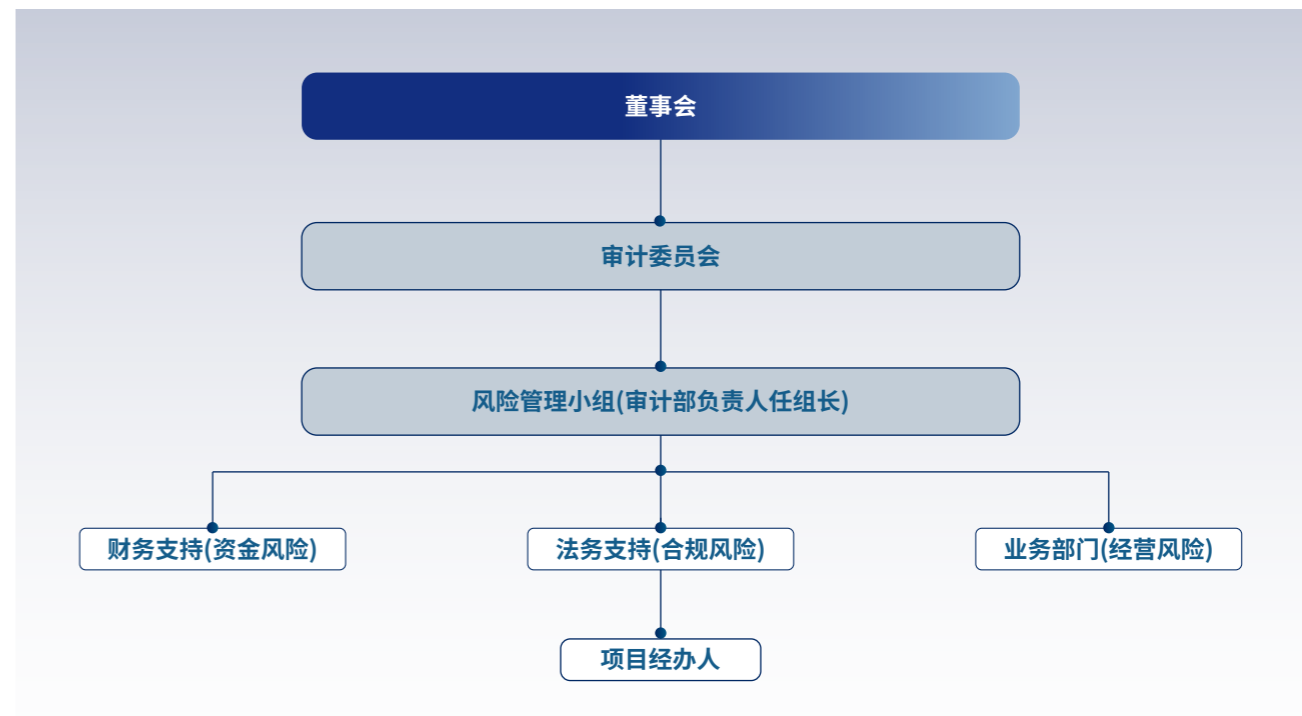 董事会
审计委员会
风险管理小组(审计部负责人任组长)
财务支持(资金风险)
法务支持(合规风险)
业务部门(经营风险)
项目经办人